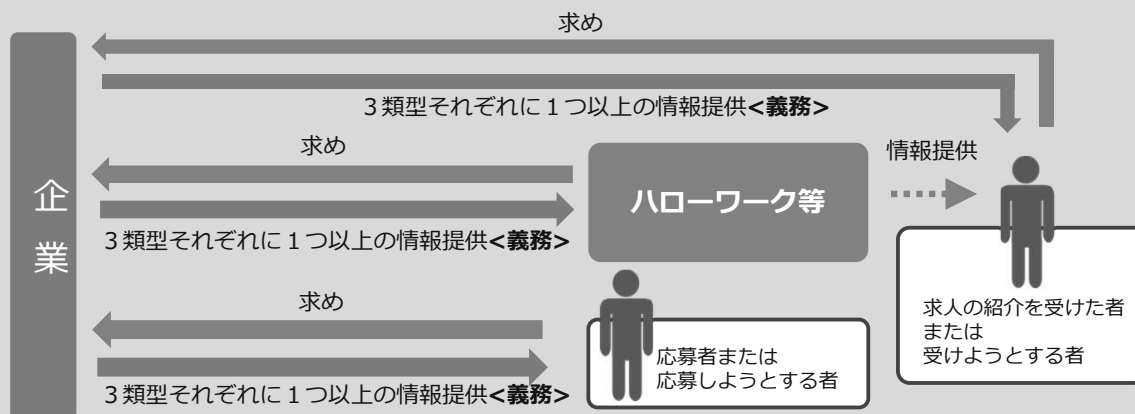 求め
3類型それぞれに1つ以上の情報提供<義務>
求め
ハローワーク等
情報提供
企業
3類型それぞれに1つ以上の情報提供<義務>
求め
求人の紹介を受けた者
または
受けようとする者
応募者または
応募しようとする者
3類型それぞれに1つ以上の情報提供<義務>